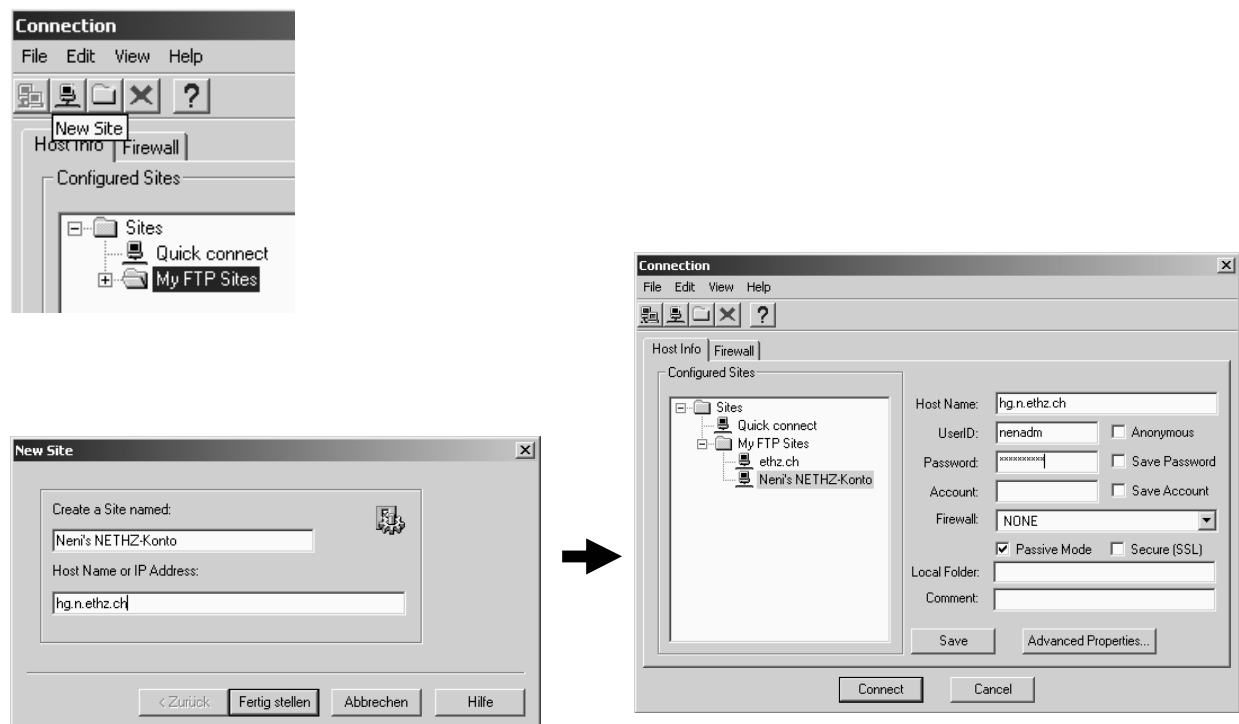 Connection
File Edit View Help
?
New Site
Host Info Firewall
Configured Sites
Sites
Quick connect
My FTP Sites
New Site
Create a Site named:
Neni's NETHZ-Konto
Host Name or IP Address:
hg.n.ethz.ch
< Zurück Fertig stellen Abbrechen Hilfe
Connection
File Edit View Help
?
Host Info Firewall
Configured Sites
Sites
Quick connect
My FTP Sites
ethz.ch
Neni's NETHZ-Konto
Host Name: hg.n.ethz.ch
UserID: nenadm Anonymous
Password: ********** Save Password
Account: Save Account
Firewall: NONE
Passive Mode Secure (SSL)
Local Folder:
Comment:
Save Advanced Properties...
Connect Cancel